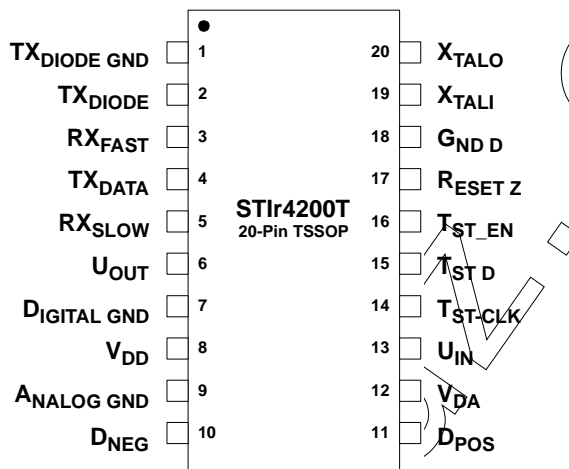 TXDIODE GND 1 20 XTALO
TXDIODE 2 19 XTALI
RXFAST 3 18 GND D
TXDATA 4 17 RESET Z
STIr4200T
RXSLOW 5 16 TST_EN
20-Pin TSSOP
UOUT 6 15 TST D
DIGITAL GND 7 14 TST-CLK
VDD 8 13 UIN
ANALOG GND 9 12 VDA
DNEG 10 11 DPOS